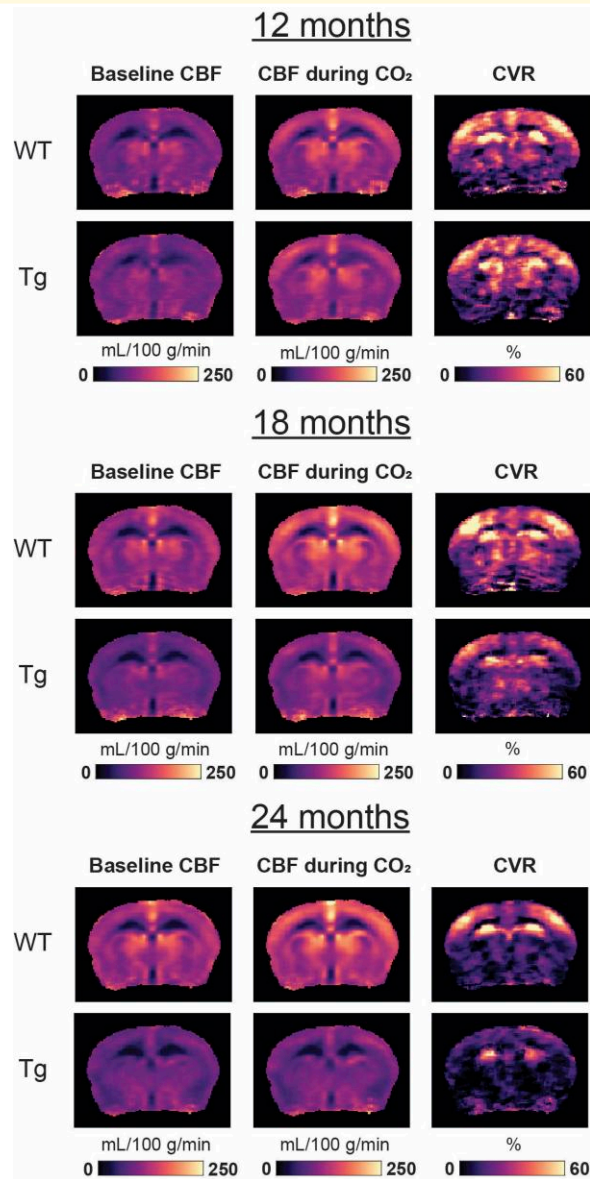 12 months
Baseline CBF CBF during CO₂ CVR
WT
Tg
mL/100 g/min mL/100 g/min %
0 250 0 250 0 60
18 months
Baseline CBF CBF during CO₂ CVR
WT
Tg
mL/100 g/min mL/100 g/min %
0 250 0 250 0 60
24 months
Baseline CBF CBF during CO₂ CVR
WT
Tg
mL/100 g/min mL/100 g/min %
0 250 0 250 0 60